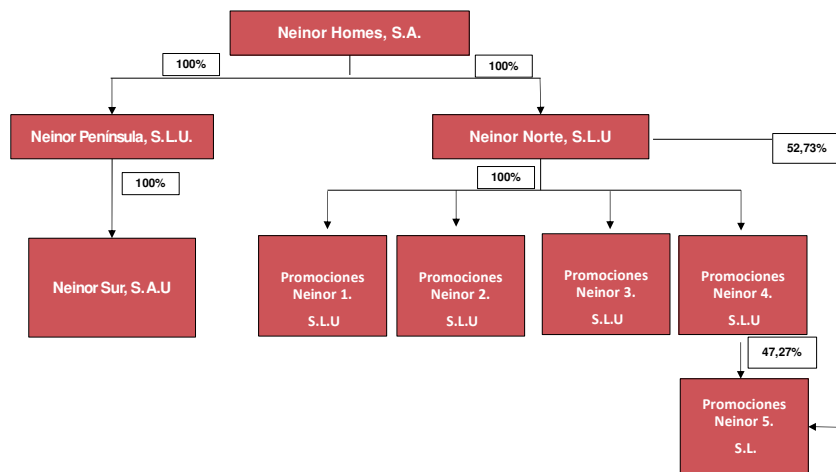 Neinor Homes, S.A.
100%
100%
Neinor Península, S.L.U.
Neinor Norte, S.L.U
52,73%
100%
100%
Neinor Sur, S.A.U
Promociones
Neinor 1.
S.L.U
Promociones
Neinor 2.
S.L.U
Promociones
Neinor 3.
S.L.U
Promociones
Neinor 4.
S.L.U
47,27%
Promociones
Neinor 5.
S.L.